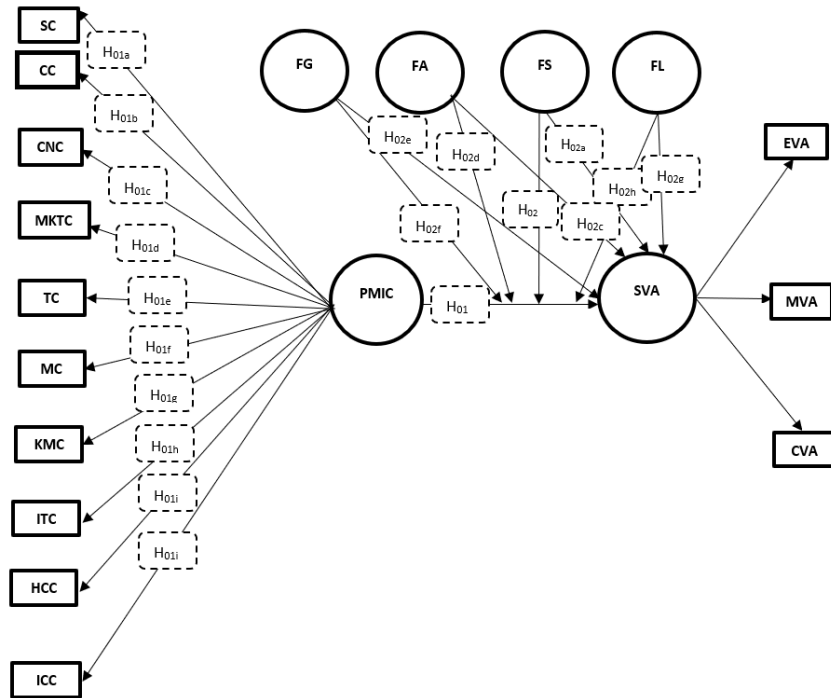 SC
H01a
FG
FA
FS
FL
CC
H01b
H02e
H02d
H02a
EVA
CNC
H01c
H02h
H02g
MKTC
H01d
H02f
H02
H02c
TC
H01e
PMIC
H01
SVA
MVA
MC
H01f
H01g
KMC
H01h
CVA
H01i
ITC
H01i
HCC
ICC